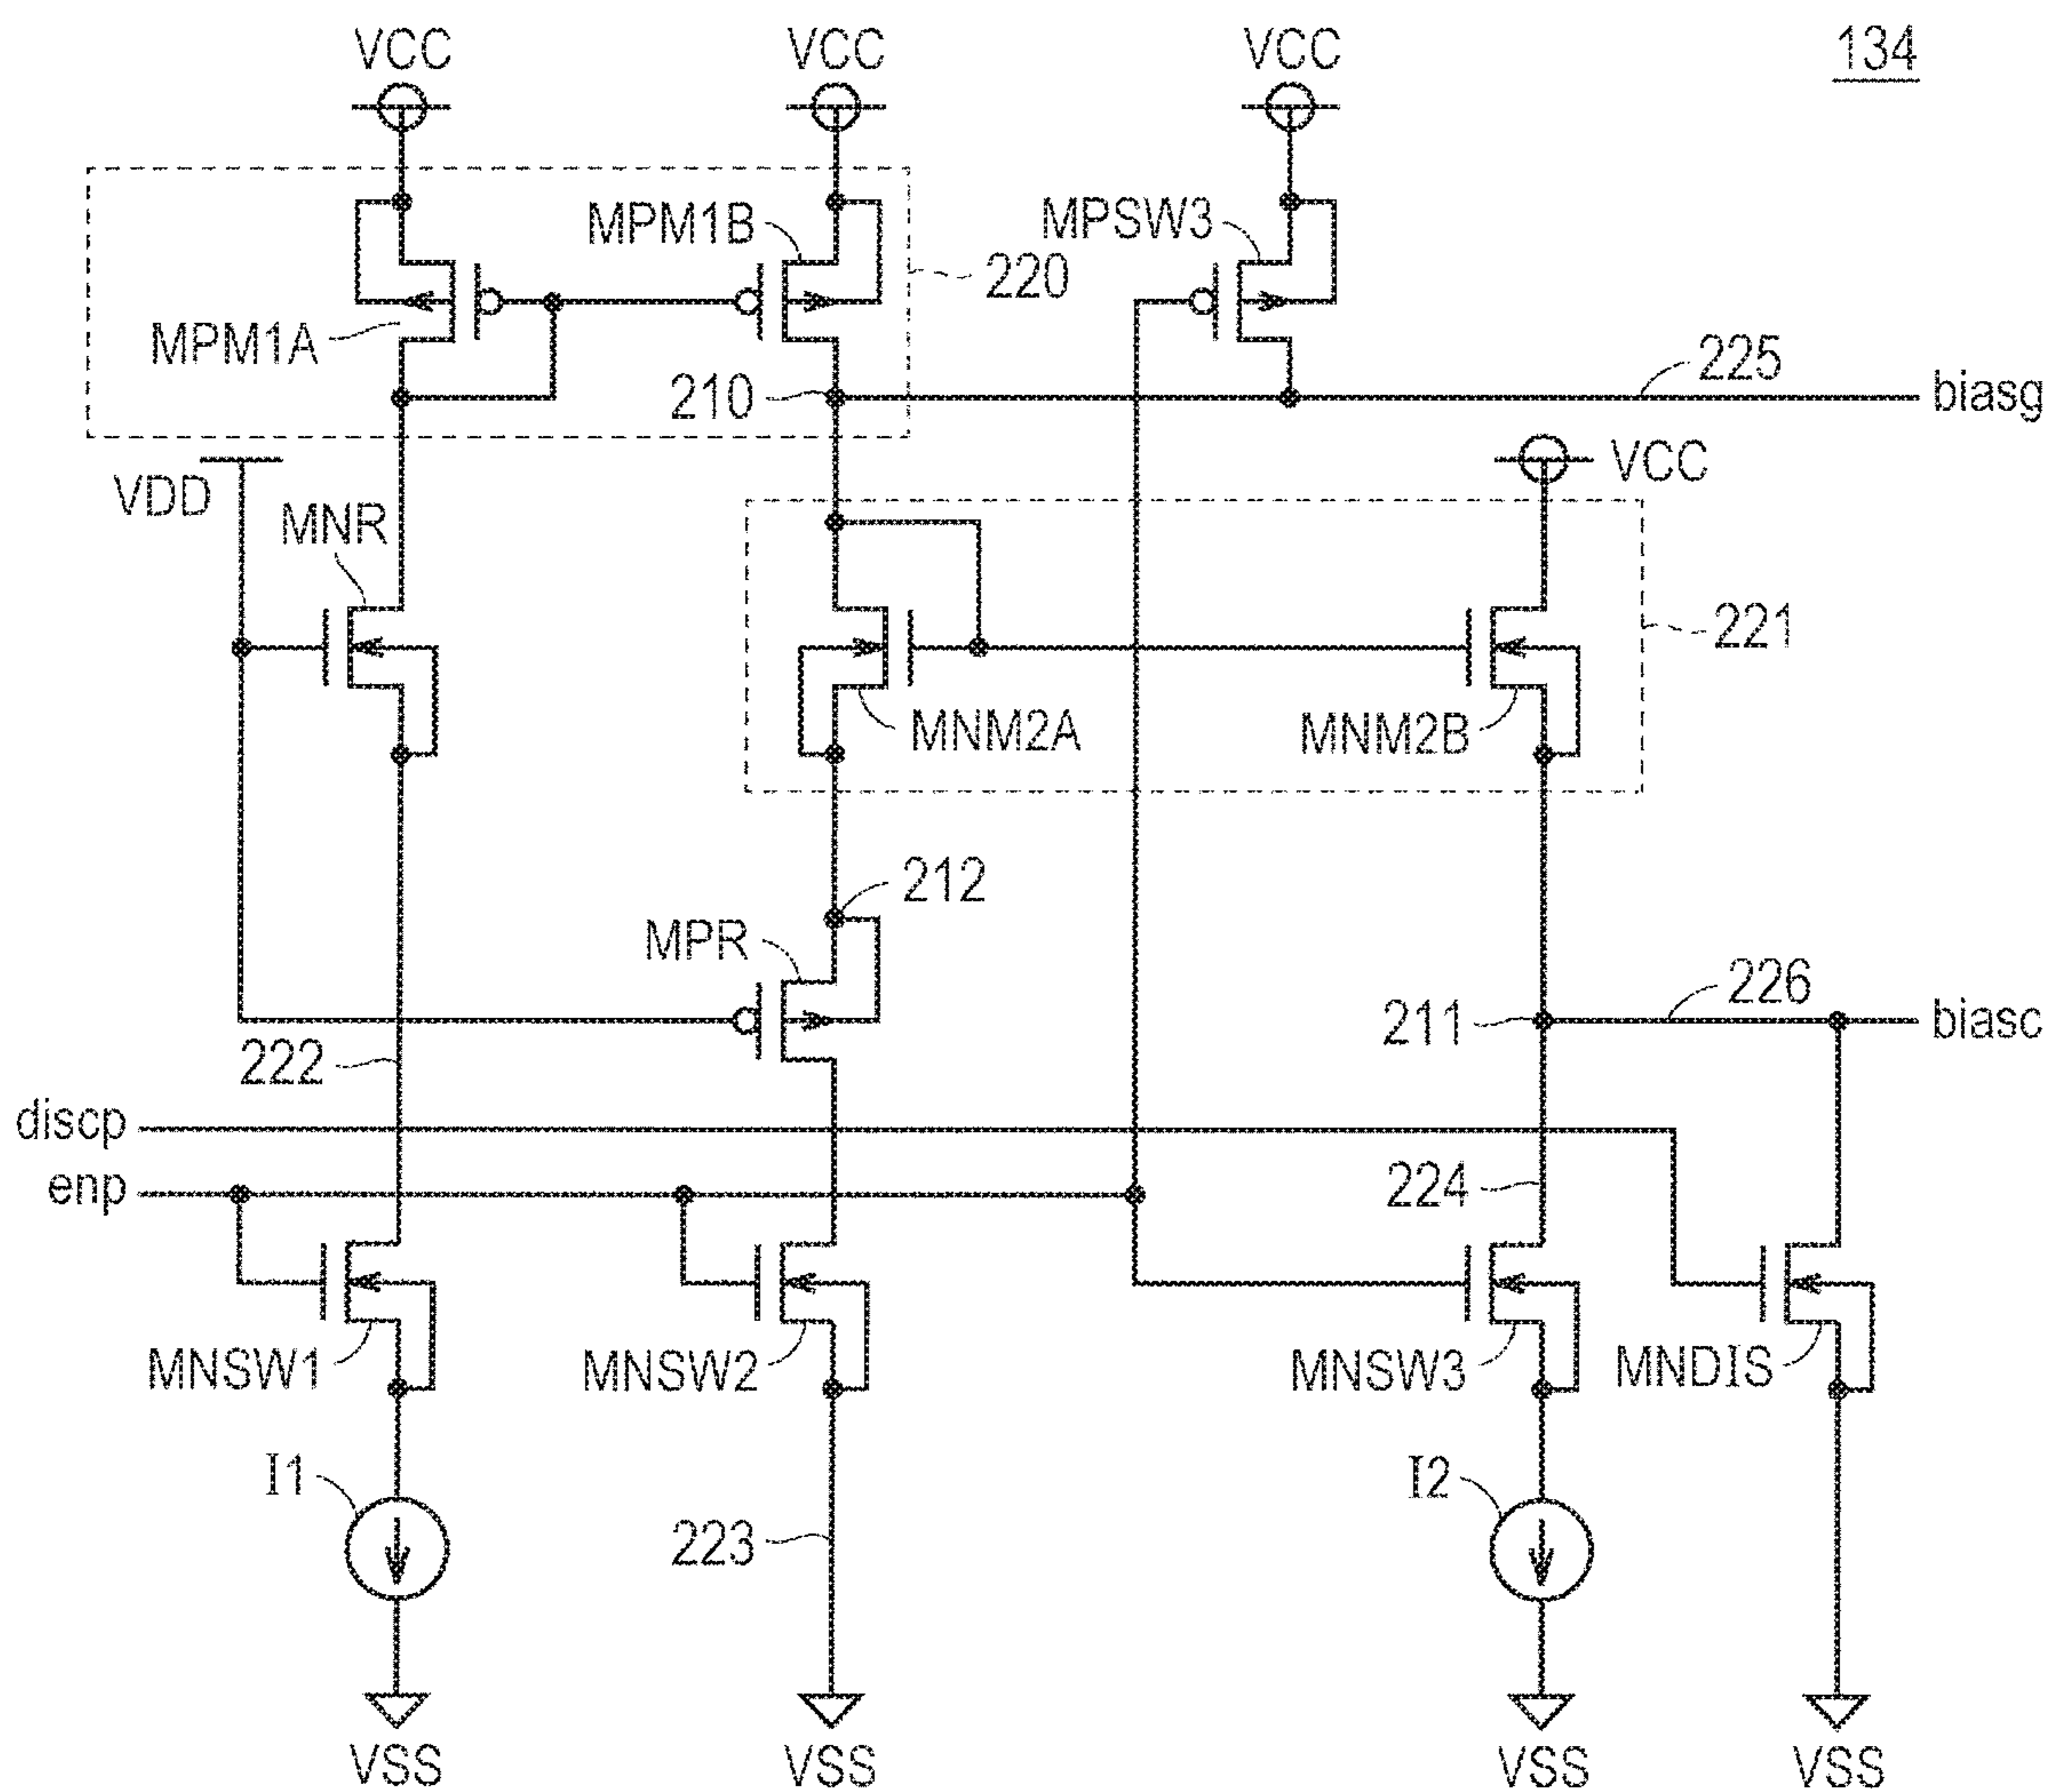 134
VCC
VCC
VCC
MPM1B
MPSW3
220
MPM1A
225
210
biasg
VCC
VDD
MNR
221
MNM2A
MNM2B
212
MPR
226
211
biasc
222
discp
224
enp
MNSW1
MNSW2
MNSW3
MNDIS
I1
I2
223
VSS
VSS
VSS
VSS